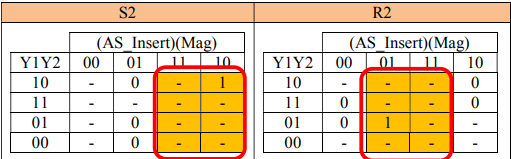 S2 R2
(AS_Insert)(Mag) (AS_Insert)(Mag)
Y1Y2 00 01 11 10 Y1Y2 00 01 11 10
10 - 0 - 1 10 - - - 0
11 - - - - 11 0 - - 0
01 - 0 - - 01 0 1 - -
00 - 0 - - 00 - - - -